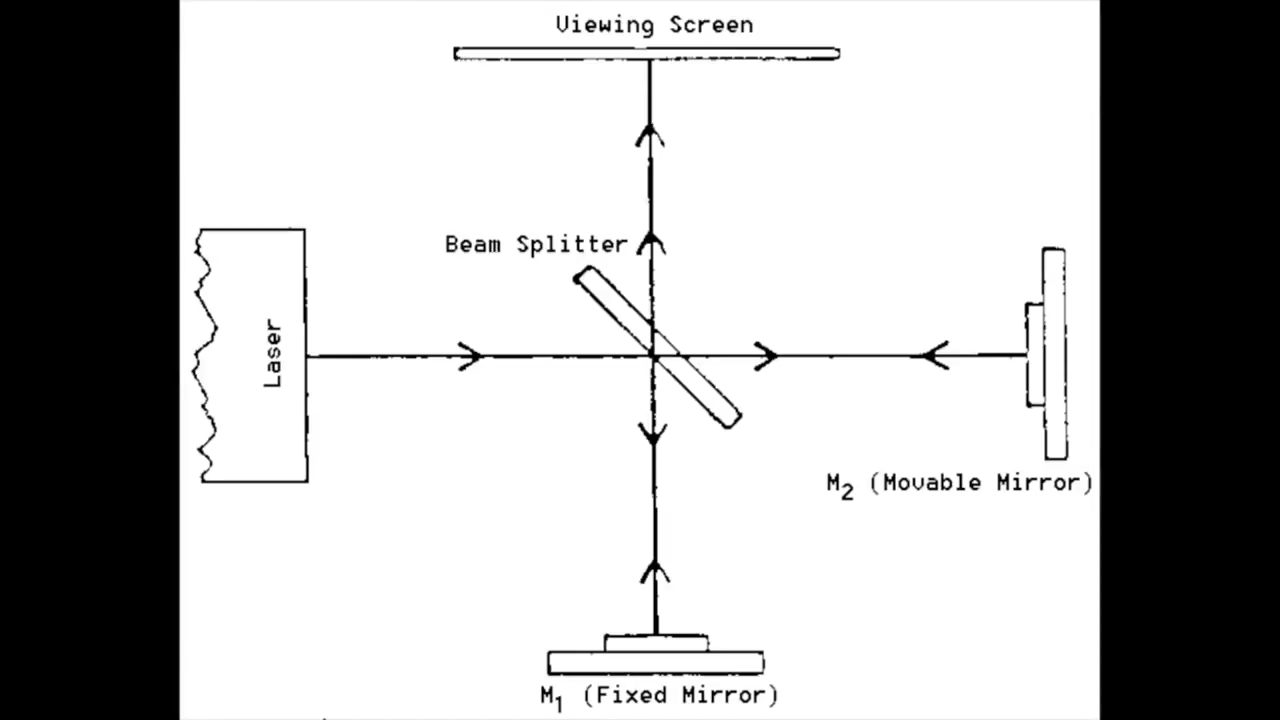 Viewing Screen
Beam Splitter
Laser
M2 (Movable Mirror)
M1 (Fixed Mirror)